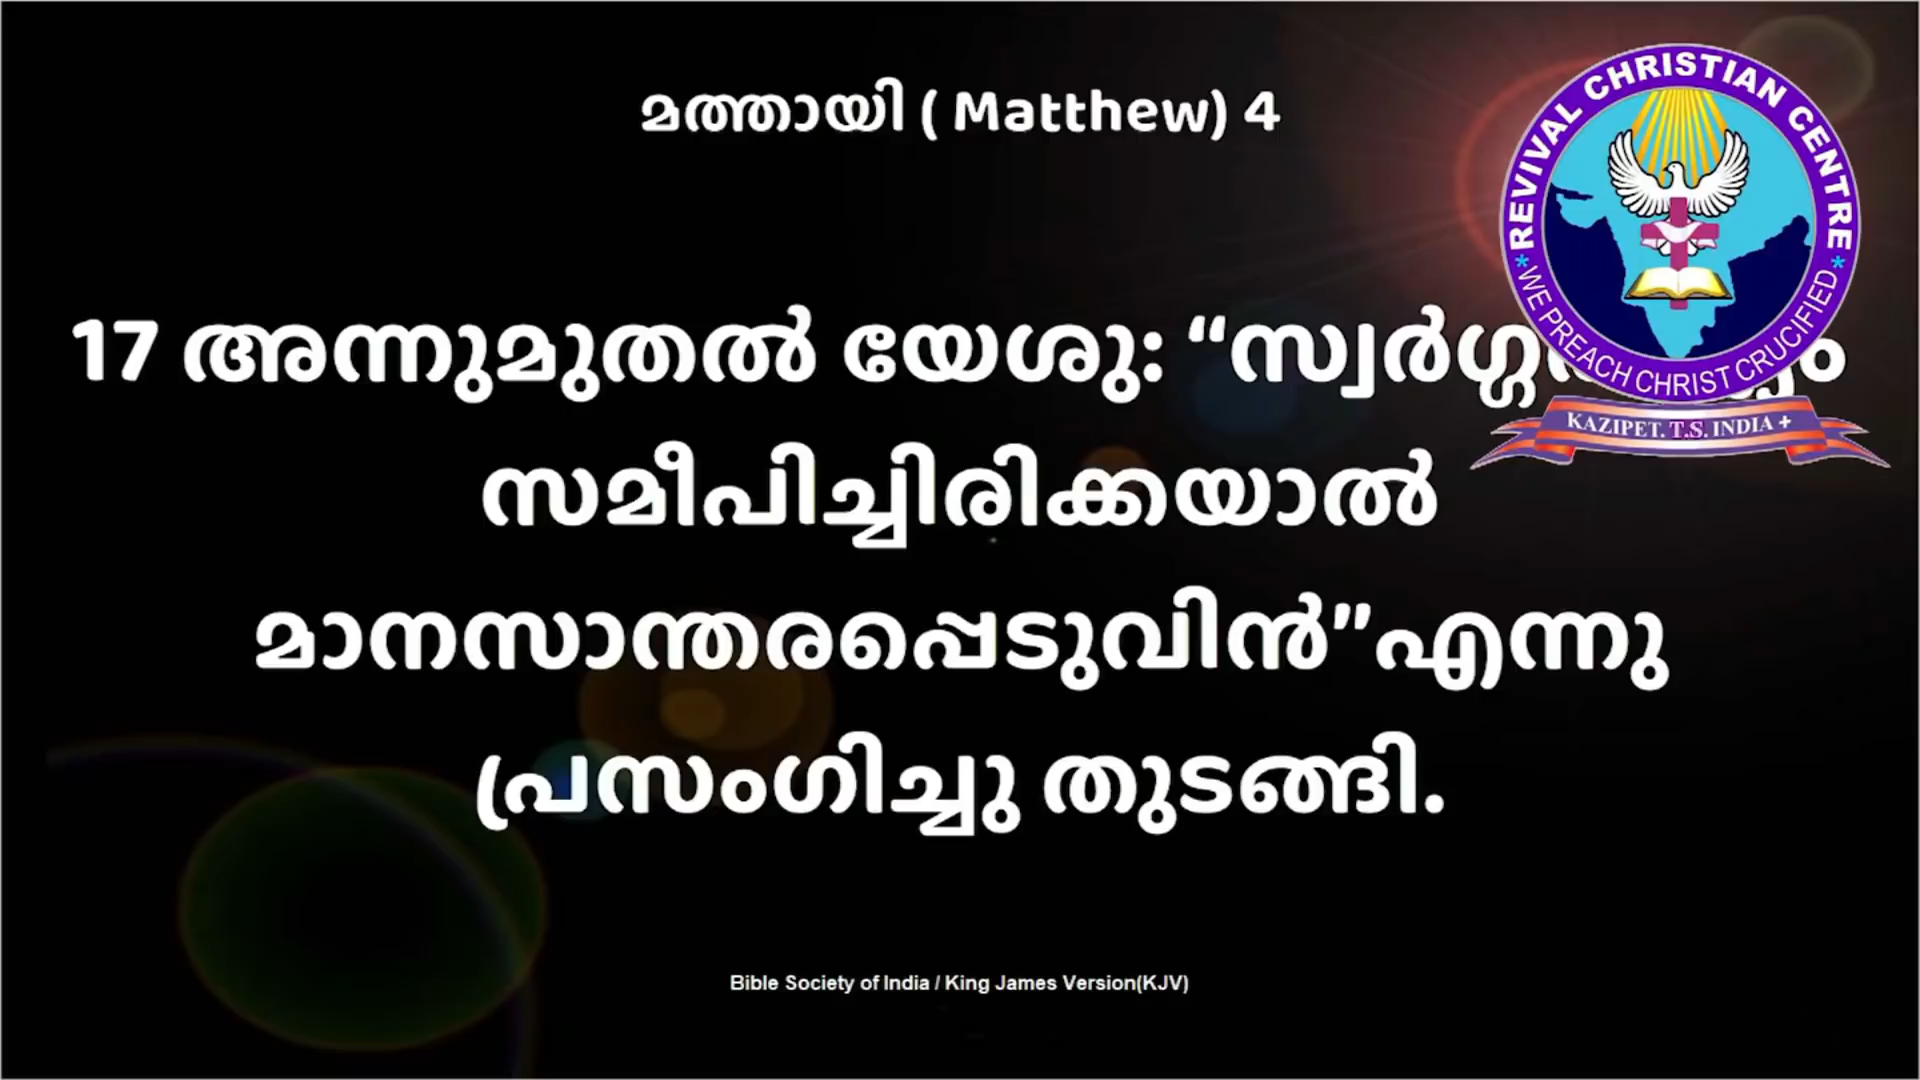 മത്തായി ( Matthew) 4
REVIVAL CHRISTIAN CENTRE
* WE PREACH CHRIST CRUCIFIED *
KAZIPET. T.S. INDIA +
17 അന്നുമുതൽ യേശു:
സമീപിച്ചിരിക്കയാൽ
മാനസാന്തരപ്പെടുവിൻ”എന്നു
പ്രസംഗിച്ചു തുടങ്ങി.
Bible Society of India / King James Version(KJV)